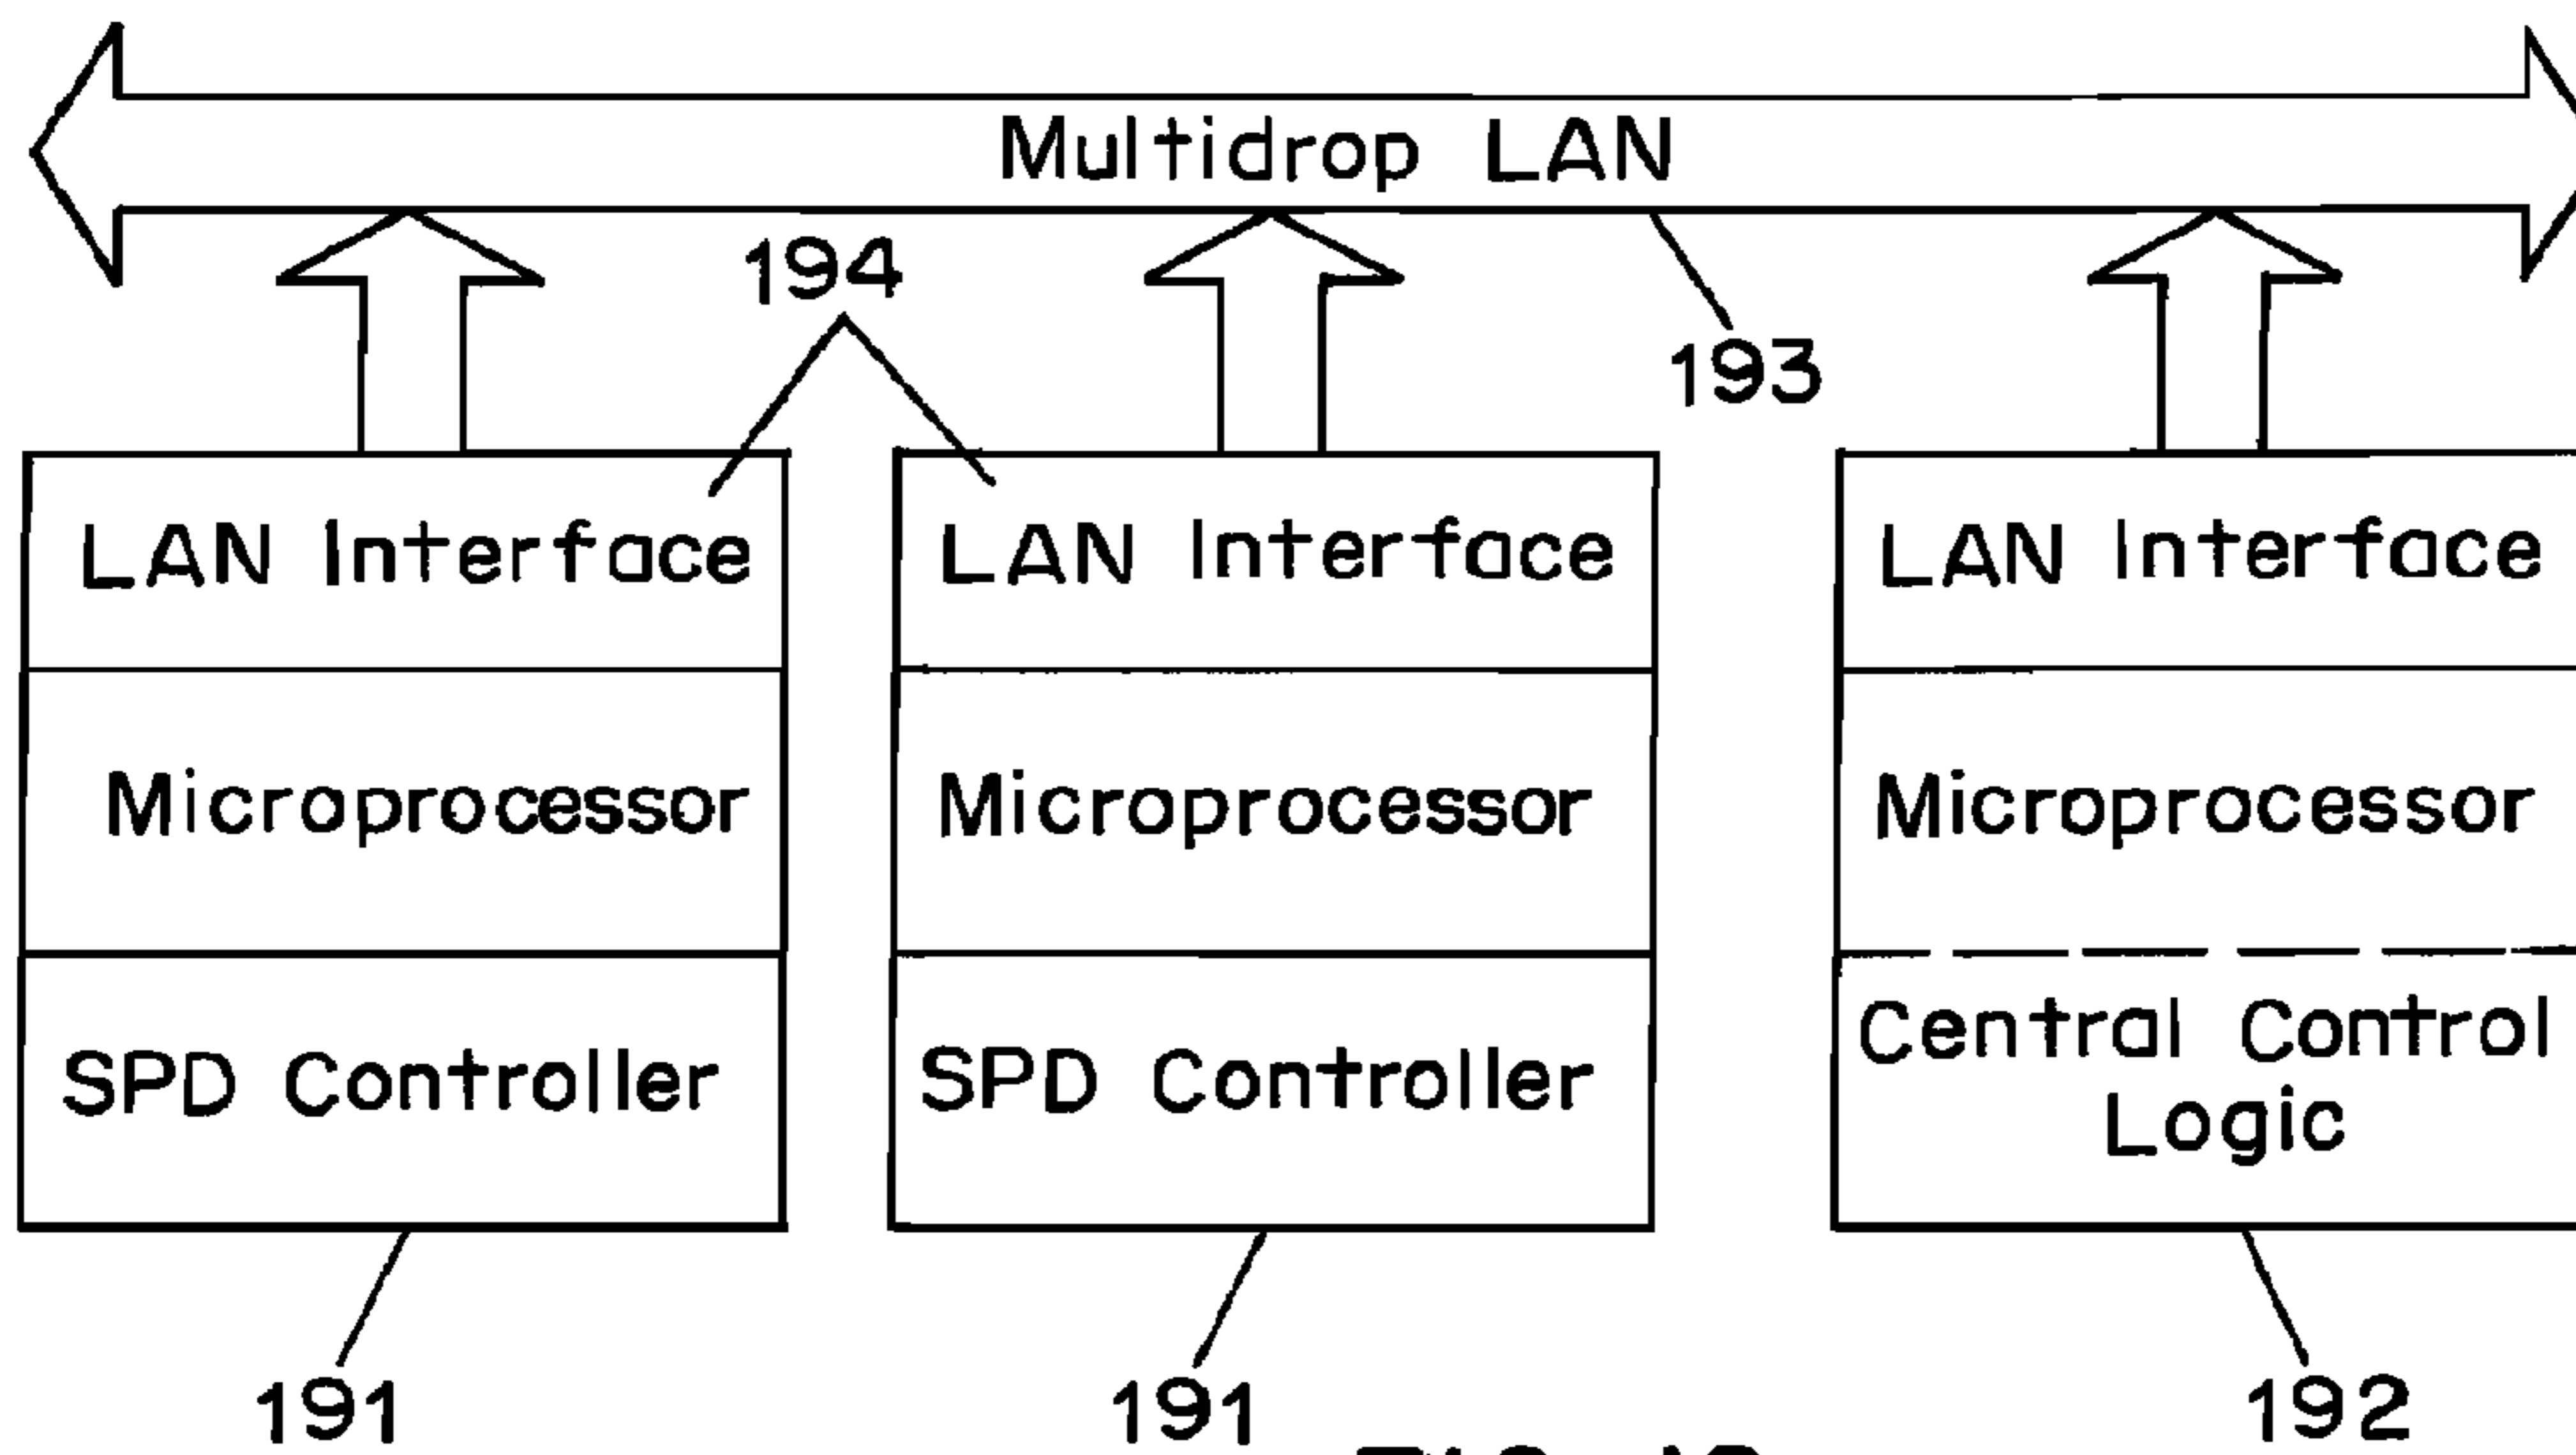 Multidrop LAN
194
193
LAN Interface
LAN Interface
LAN Interface
Microprocessor
Microprocessor
Microprocessor
SPD Controller
SPD Controller
Central Control
Logic
191
191
192